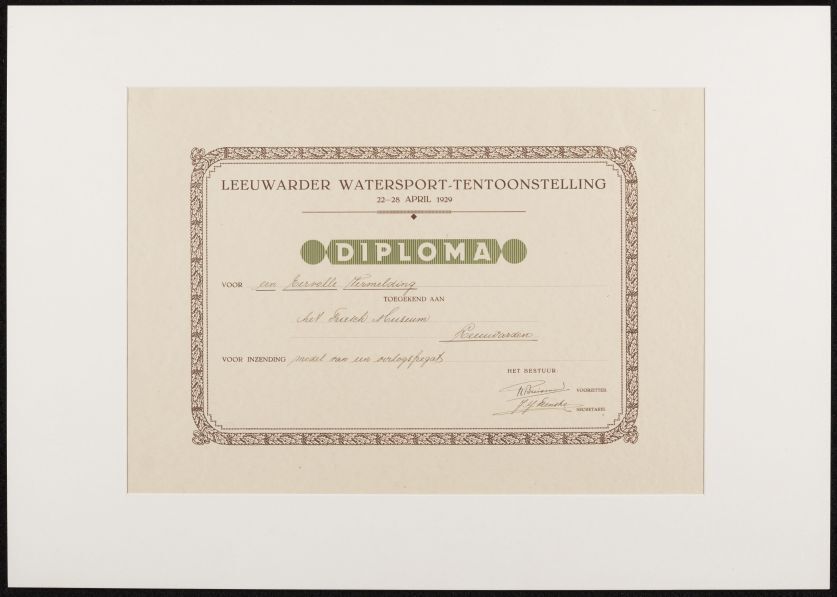 LEEUWARDER WATERSPORT-TENTOONSTELLING
22-28 APRIL 1929
DIPLOMA
VOOR een Eervolle Vermelding
TOEGEKEND AAN
het Friesch Museum
Leeuwarden
VOOR INZENDING model van een oorlogsfregat
HET BESTUUR:
VOORZITTER
SECRETARIS